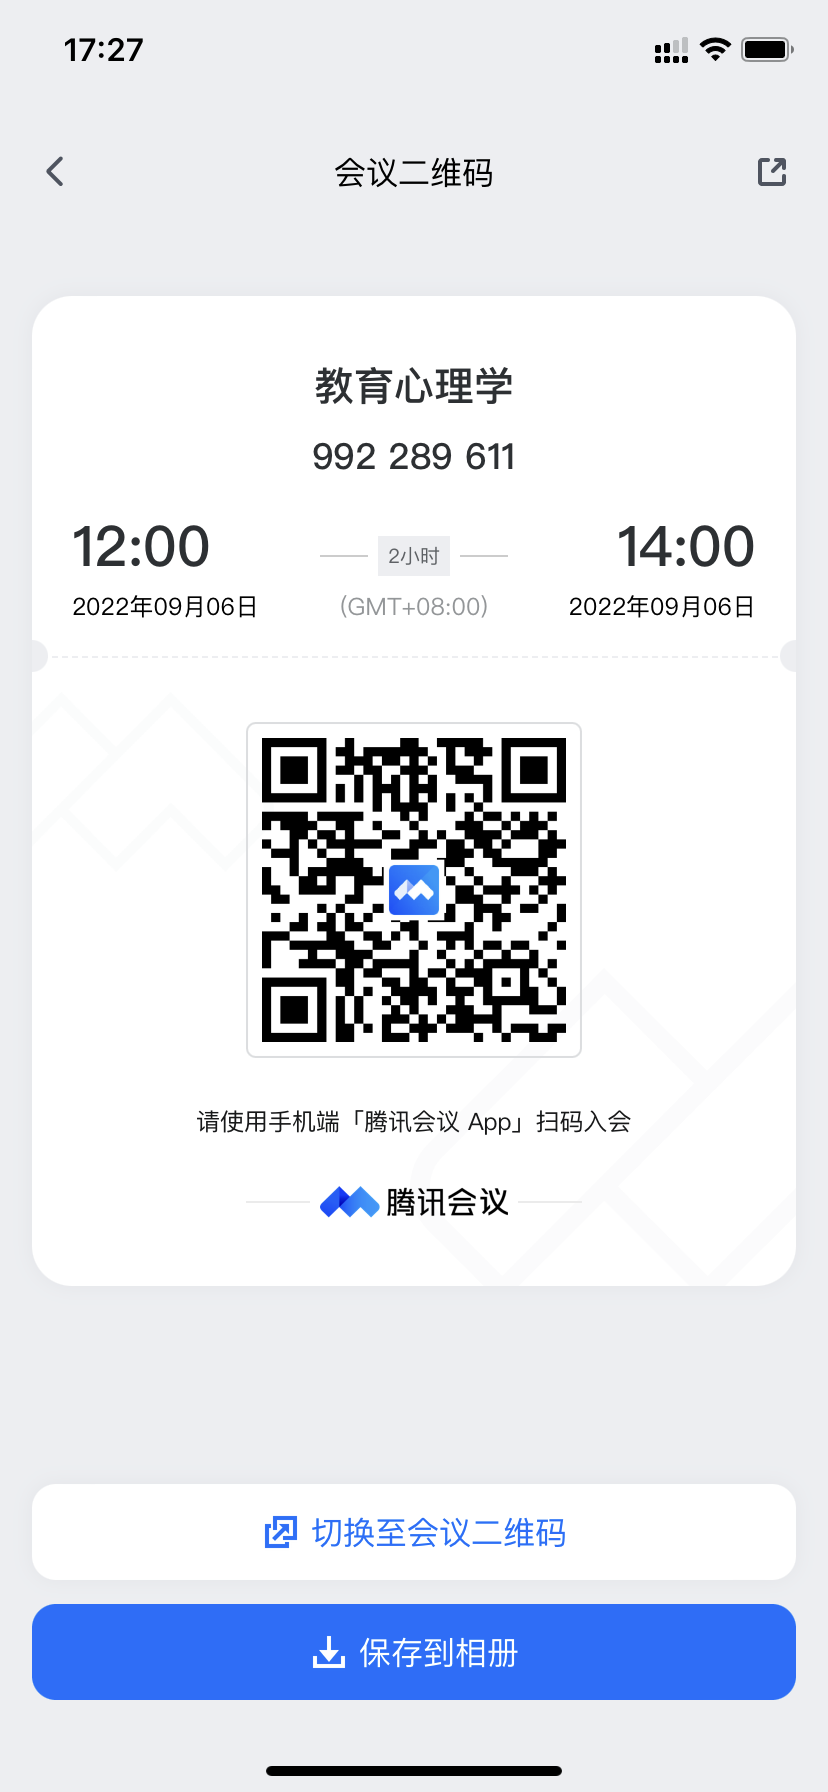 17:27
会议二维码
教育心理学
992 289 611
12:00
2小时
14:00
2022年09月06日
(GMT+08:00)
2022年09月06日
请使用手机端「腾讯会议 App」扫码入会
腾讯会议
切换至会议二维码
保存到相册